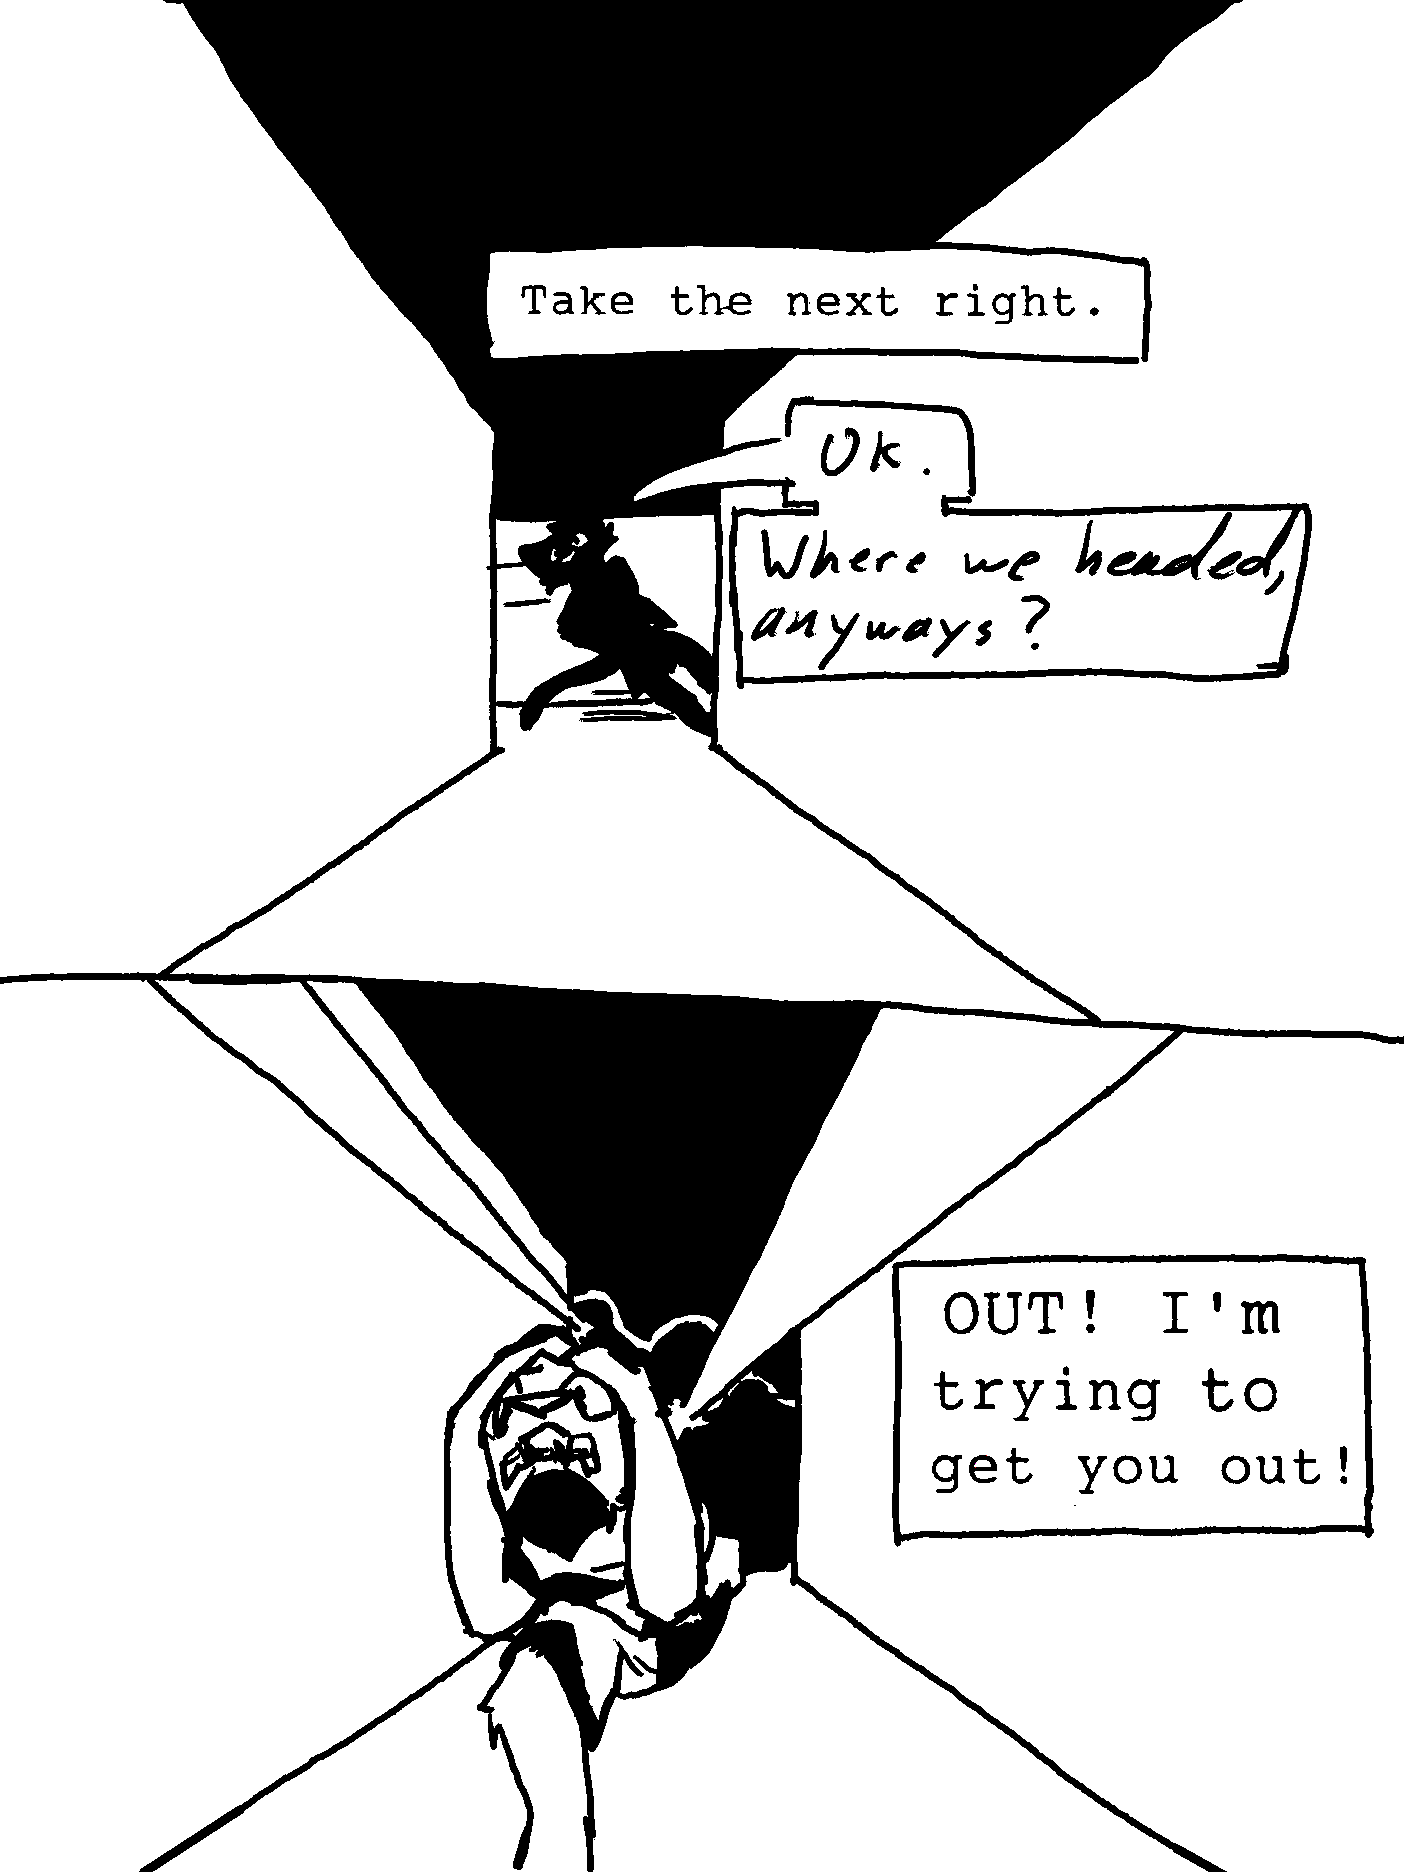 Take the next right.
Ok.
Where we headed,
anyways?
OUT! I'm
trying to
get you out!